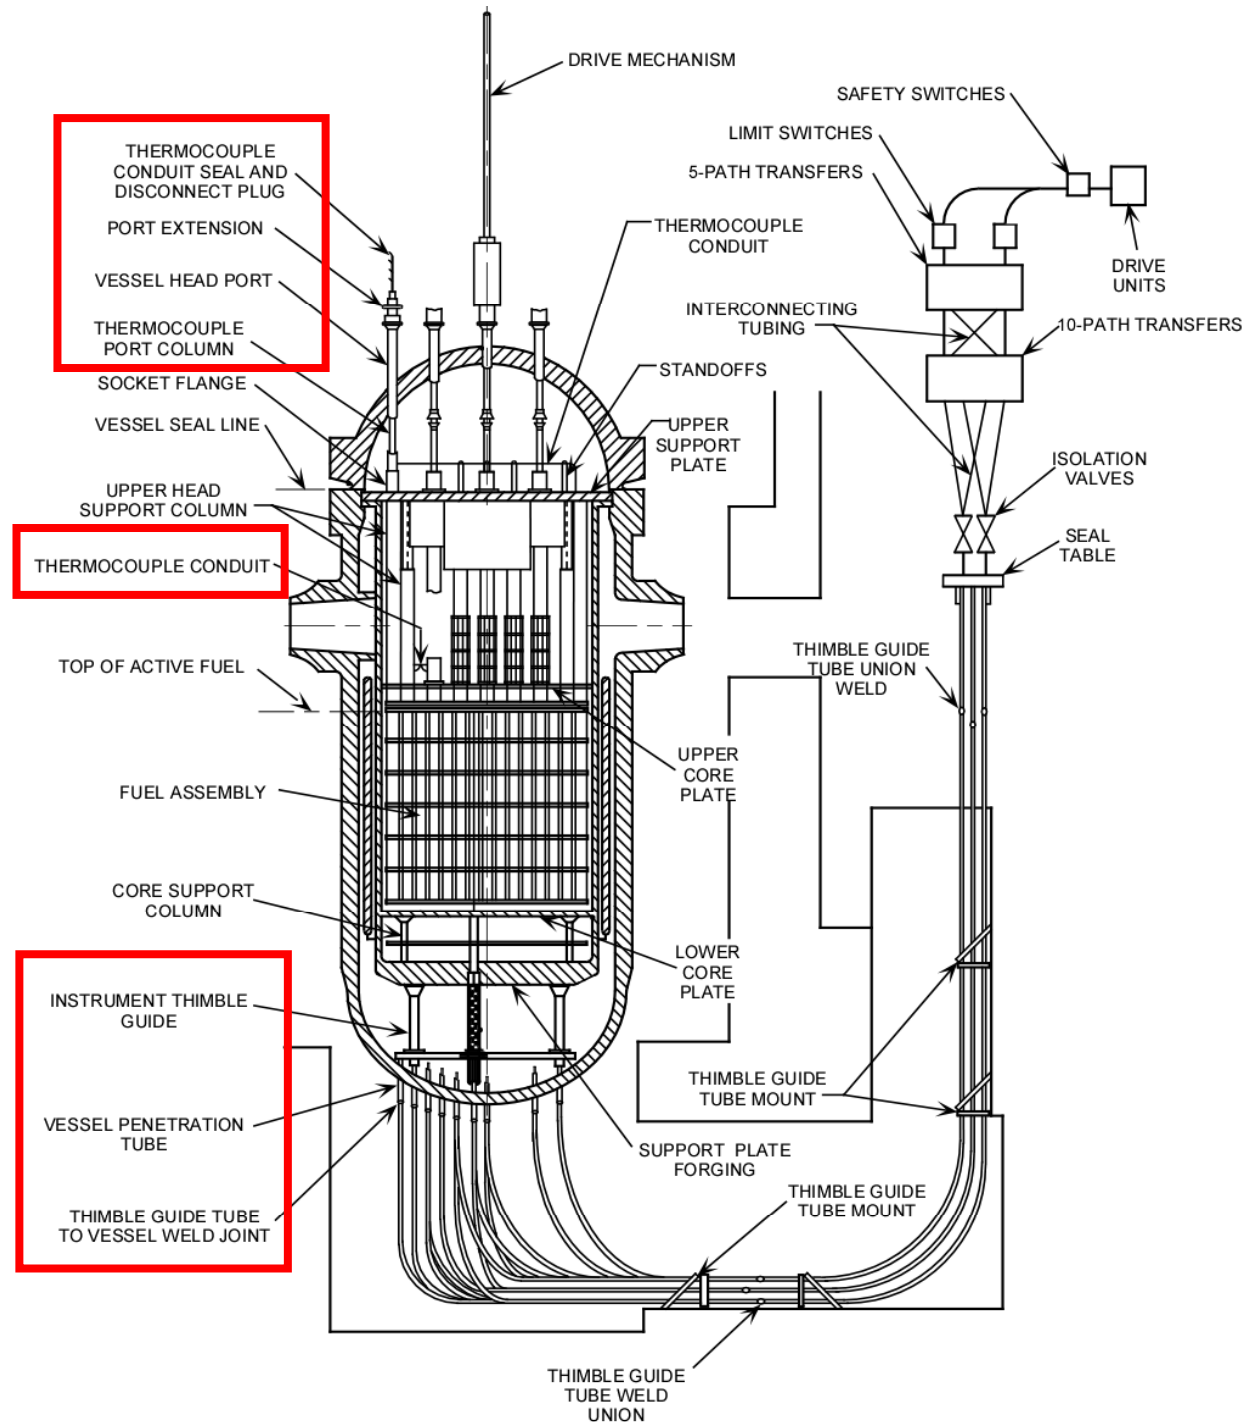 DRIVE MECHANISM
SAFETY SWITCHES
LIMIT SWITCHES
5-PATH TRANSFERS
THERMOCOUPLE
CONDUIT SEAL AND
DISCONNECT PLUG
PORT EXTENSION
VESSEL HEAD PORT
THERMOCOUPLE
PORT COLUMN
SOCKET FLANGE
VESSEL SEAL LINE
UPPER HEAD
SUPPORT COLUMN
THERMOCOUPLE CONDUIT
TOP OF ACTIVE FUEL
FUEL ASSEMBLY
CORE SUPPORT
COLUMN
INSTRUMENT THIMBLE
GUIDE
VESSEL PENETRATION
TUBE
THIMBLE GUIDE TUBE
TO VESSEL WELD JOINT
THERMOCOUPLE
CONDUIT
STANDOFFS
UPPER
SUPPORT
PLATE
UPPER
CORE
PLATE
LOWER
CORE
PLATE
SUPPORT PLATE
FORGING
DRIVE
UNITS
INTERCONNECTING
TUBING
10-PATH TRANSFERS
ISOLATION
VALVES
SEAL
TABLE
THIMBLE GUIDE
TUBE UNION
WELD
THIMBLE GUIDE
TUBE MOUNT
THIMBLE GUIDE
TUBE MOUNT
THIMBLE GUIDE
TUBE WELD
UNION